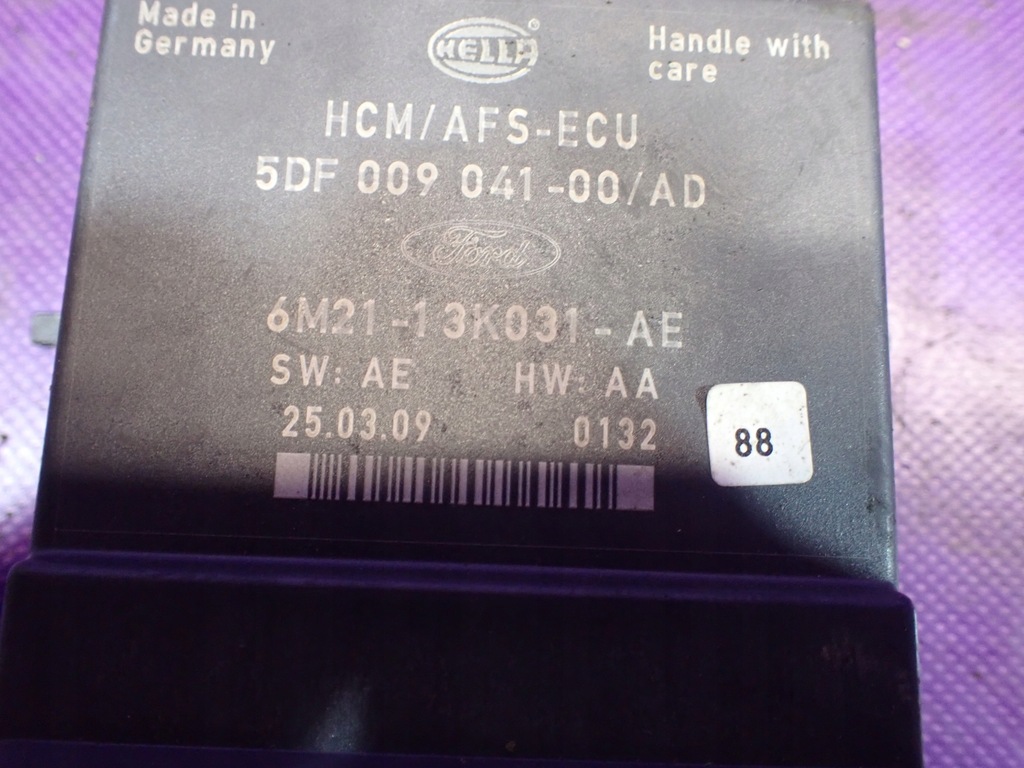 Made in
Germany
HELLA®
Handle with
care
HCM/AFS-ECU
5DF 009 041-00/AD
Ford
6M21-13K031-AE
SW: AE HW: AA
25.03.09 0132
88